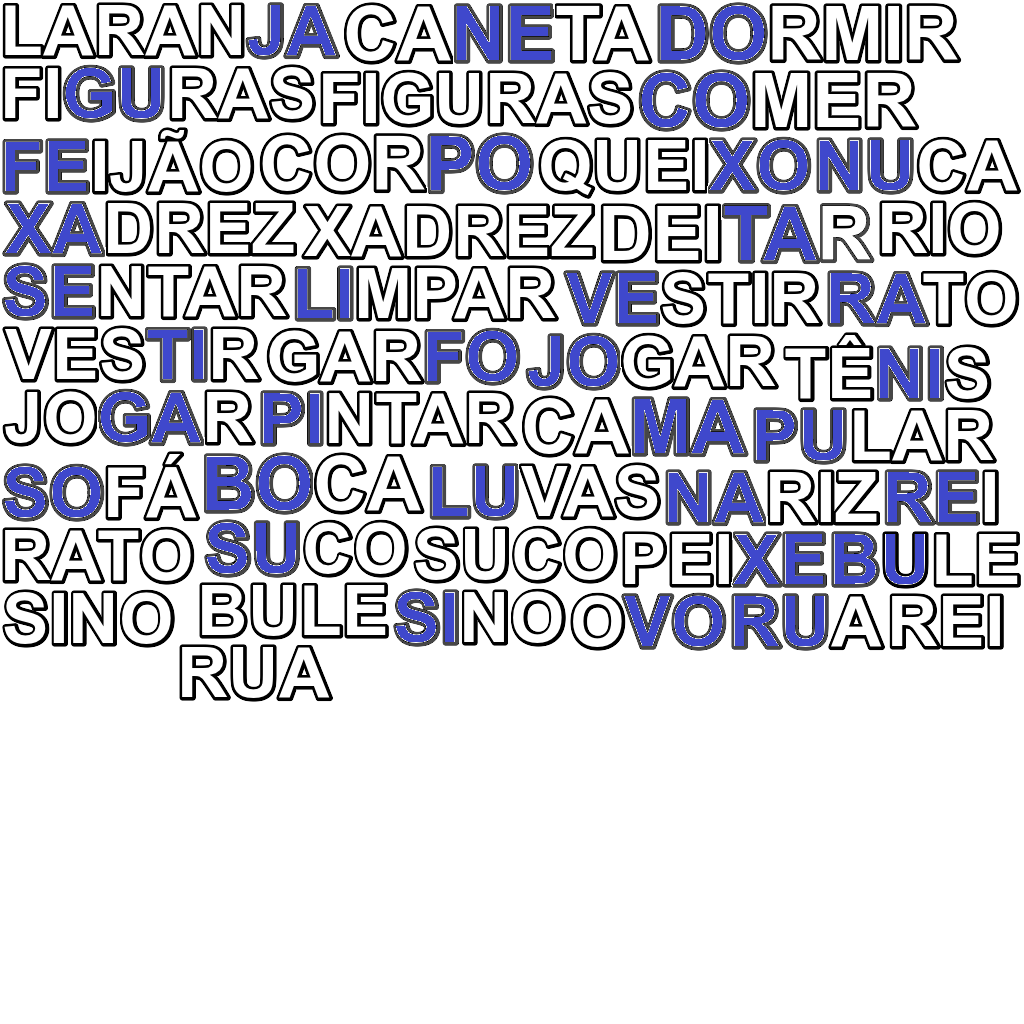 LARANJA CANETA DORMIR
FIGURAS FIGURAS COMER
FEIJÃO CORPO QUEIXO NUCA
XADREZ XADREZ DEITAR RIO
SENTAR LIMPAR VESTIR RATO
VESTIR GARFO JOGAR TÊNIS
JOGAR PINTAR CAMA PULAR
SOFÁ BOCA LUVAS NARIZ REI
RATO SUCO SUCO PEIXE BULE
SINO BULE SINO OVO RUA REI
RUA